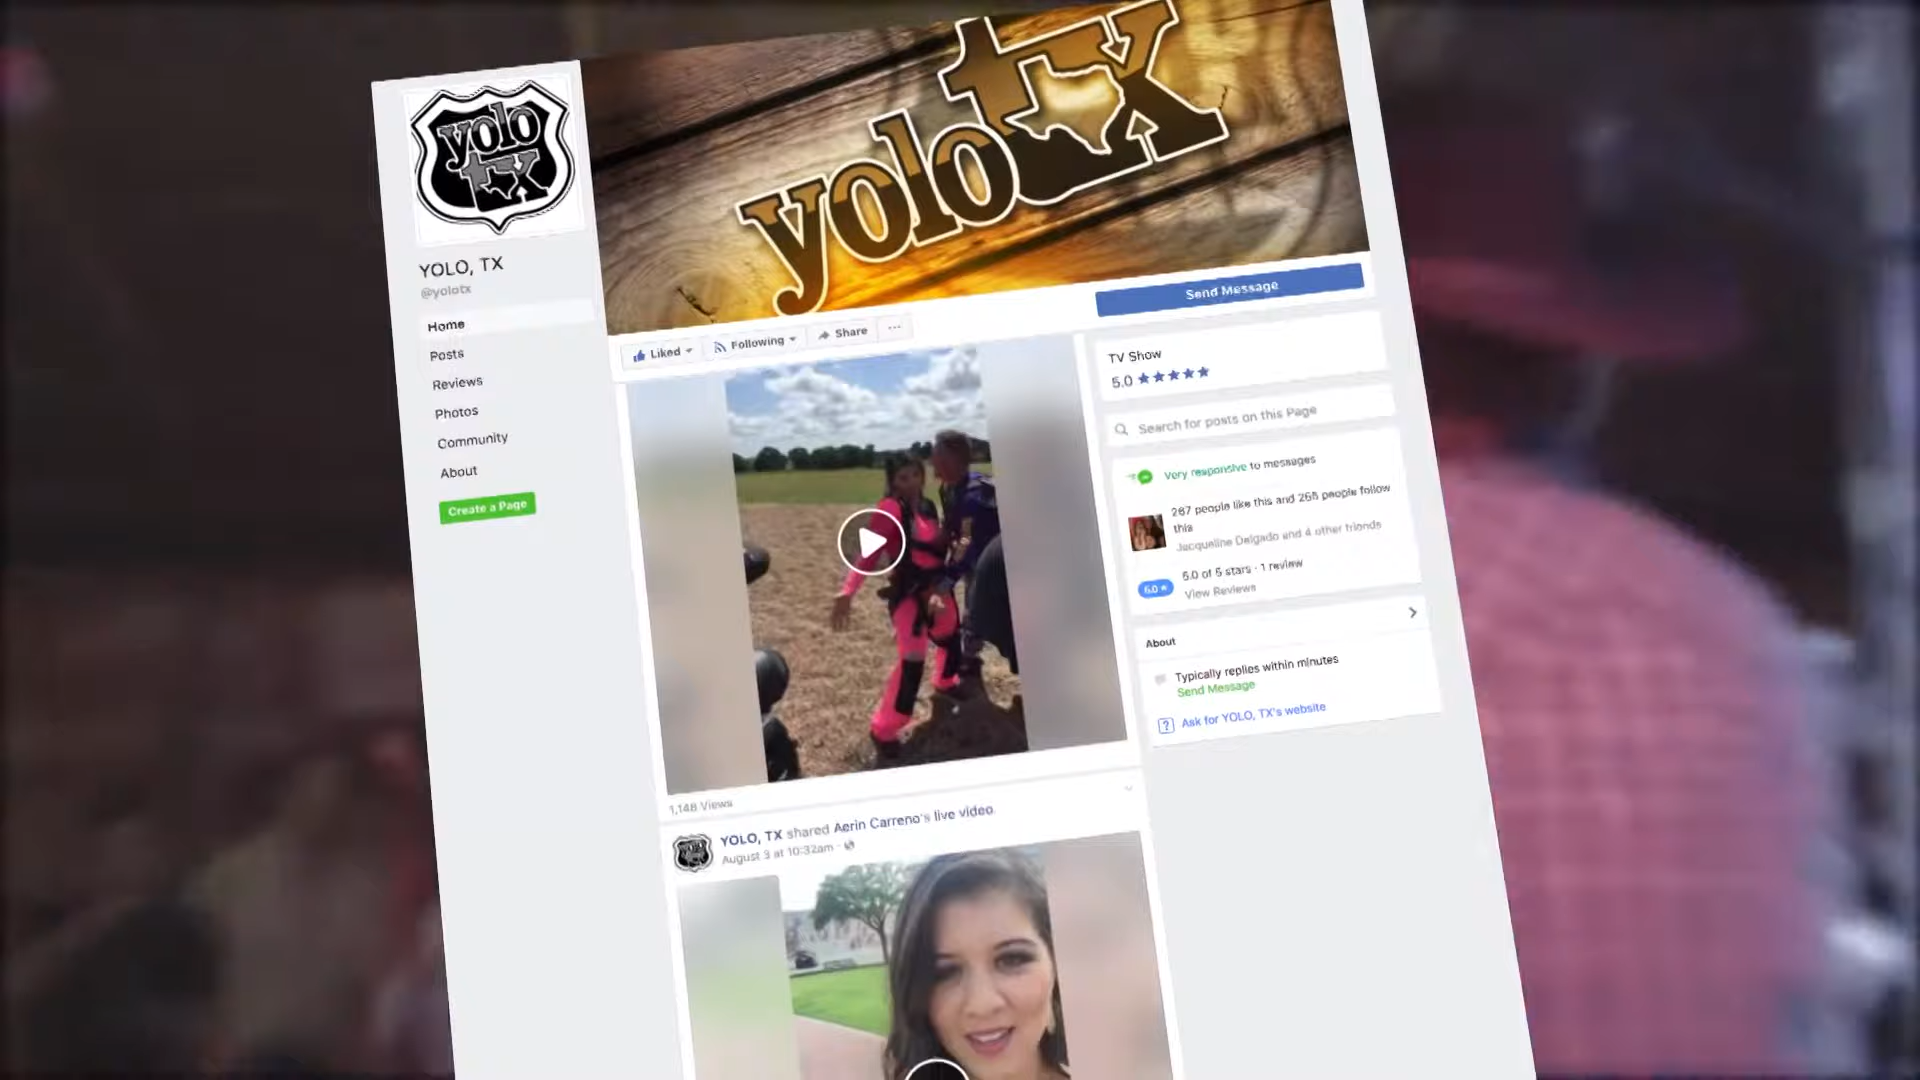 yolo
tx
yolo tx
YOLO, TX
@yolotx
Home
Posts
Reviews
Photos
Community
About
Create a Page
Liked
Following
Share
...
Send Message
TV Show
5.0 ★★★★★
Search for posts on this Page
Very responsive to messages
267 people like this and 265 people follow
this
Jacqueline Delgado and 4 other friends
5.0 of 5 stars · 1 review
View Reviews
5.0 ★
About
Typically replies within minutes
Send Message
? Ask for YOLO, TX's website
1,148 Views
YOLO, TX shared Aerin Carreno's live video.
August 3 at 10:32am ·